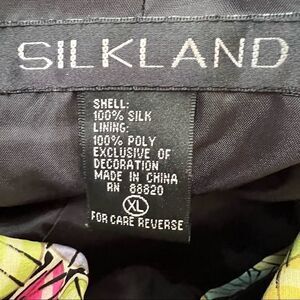 SILKLAND
SHELL:
100% SILK
LINING:
100% POLY
EXCLUSIVE OF
DECORATION
MADE IN CHINA
RN 88820
XL
FOR CARE REVERSE